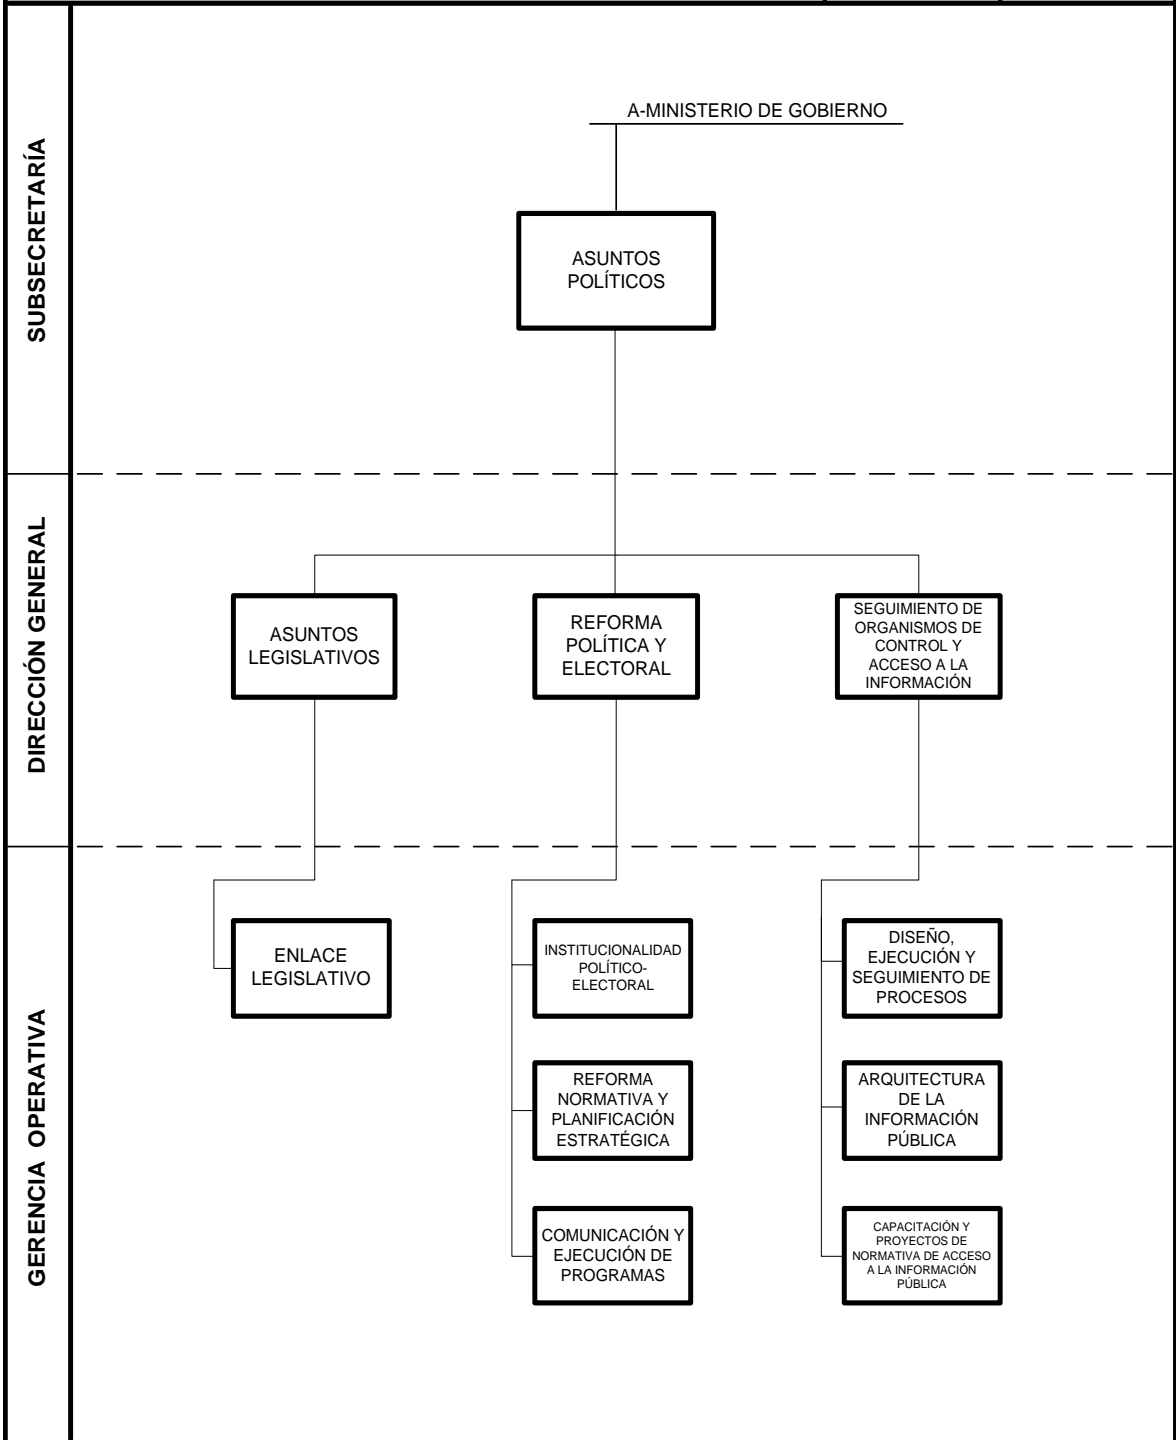 A-MINISTERIO DE GOBIERNO
SUBSECRETARÍA
ASUNTOS
POLÍTICOS
DIRECCIÓN GENERAL
ASUNTOS
LEGISLATIVOS
REFORMA
POLÍTICA Y
ELECTORAL
SEGUIMIENTO DE
ORGANISMOS DE
CONTROL Y
ACCESO A LA
INFORMACIÓN
GERENCIA OPERATIVA
ENLACE
LEGISLATIVO
INSTITUCIONALIDAD
POLÍTICO-
ELECTORAL
REFORMA
NORMATIVA Y
PLANIFICACIÓN
ESTRATÉGICA
COMUNICACIÓN Y
EJECUCIÓN DE
PROGRAMAS
DISEÑO,
EJECUCIÓN Y
SEGUIMIENTO DE
PROCESOS
ARQUITECTURA
DE LA
INFORMACIÓN
PÚBLICA
CAPACITACIÓN Y
PROYECTOS DE
NORMATIVA DE ACCESO
A LA INFORMACIÓN
PÚBLICA